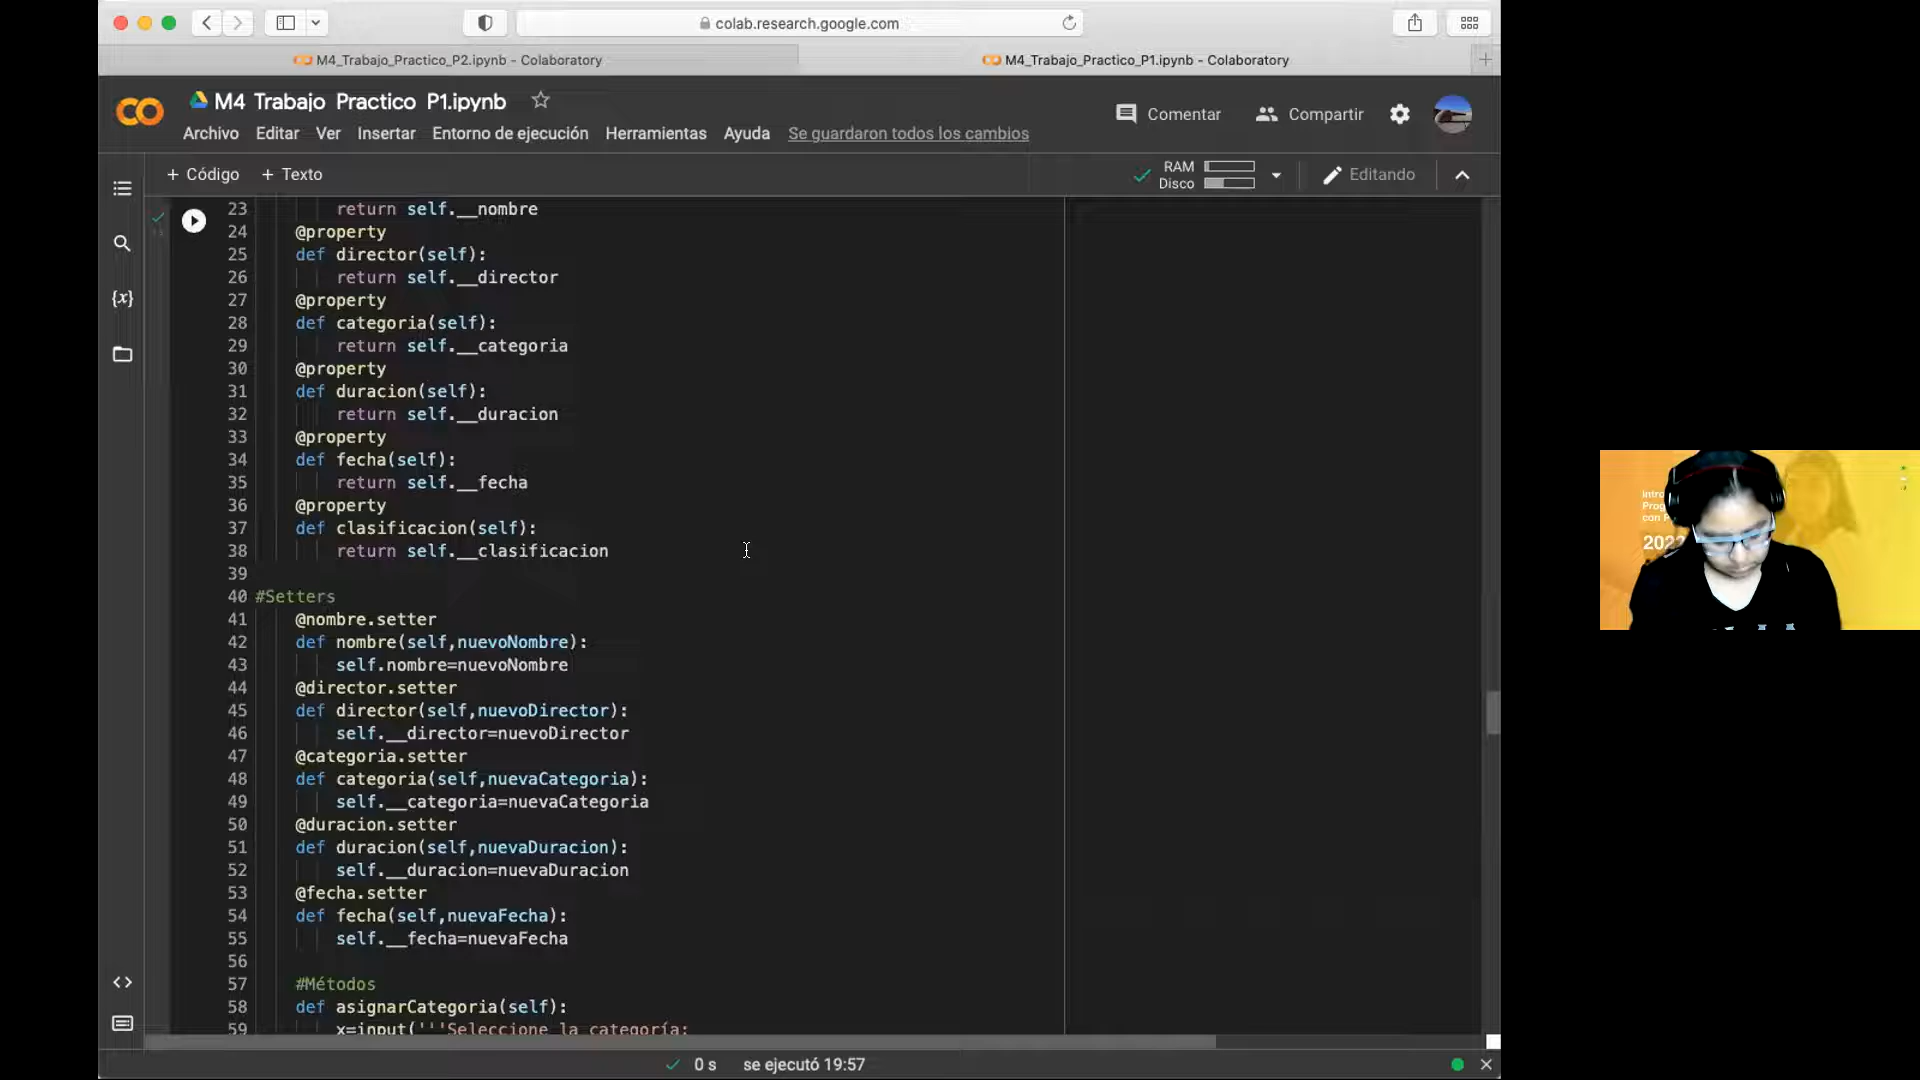 colab.research.google.com
M4_Trabajo_Practico_P2.ipynb - Colaboratory
M4_Trabajo_Practico_P1.ipynb - Colaboratory
M4 Trabajo Practico P1.ipynb
Archivo Editar Ver Insertar Entorno de ejecución Herramientas Ayuda Se guardaron todos los cambios
Comentar Compartir
+ Código + Texto
RAM
Disco
Editando
23 return self.__nombre
24 @property
25 def director(self):
26 return self.__director
27 @property
28 def categoria(self):
29 return self.__categoria
30 @property
31 def duracion(self):
32 return self.__duracion
33 @property
34 def fecha(self):
35 return self.__fecha
36 @property
37 def clasificacion(self):
38 return self.__clasificacion
39
40 #Setters
41 @nombre.setter
42 def nombre(self,nuevoNombre):
43 self.nombre=nuevoNombre
44 @director.setter
45 def director(self,nuevoDirector):
46 self.__director=nuevoDirector
47 @categoria.setter
48 def categoria(self,nuevaCategoria):
49 self.__categoria=nuevaCategoria
50 @duracion.setter
51 def duracion(self,nuevaDuracion):
52 self.__duracion=nuevaDuracion
53 @fecha.setter
54 def fecha(self,nuevaFecha):
55 self.__fecha=nuevaFecha
56
57 #Métodos
58 def asignarCategoria(self):
59 x=input('''Seleccione la categoría:
0 s se ejecutó 19:57
2022